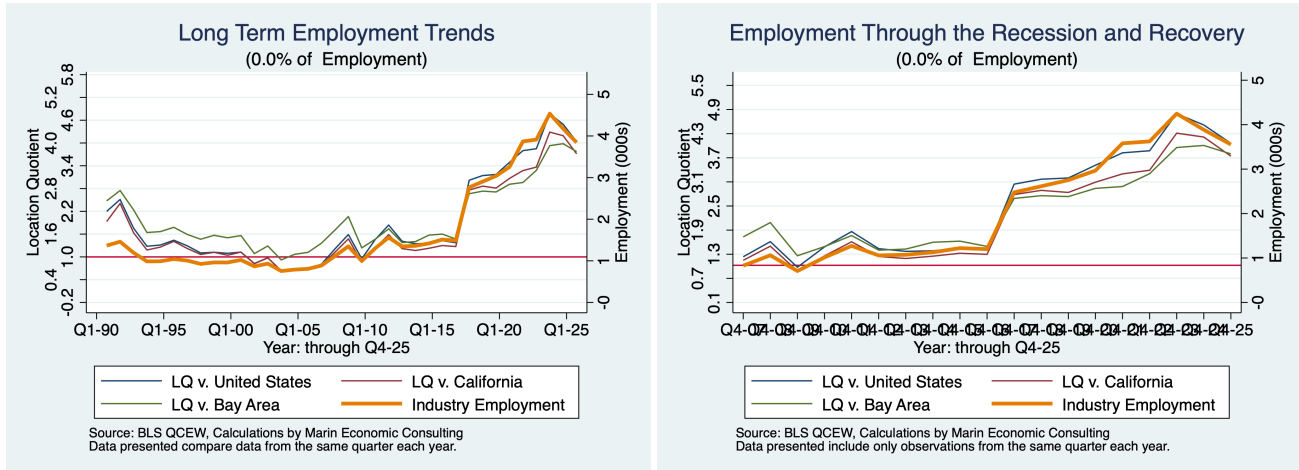 Long Term Employment Trends
(0.0% of Employment)
Location Quotient
-0.2 0.4 1.0 1.6 2.2 2.8 3.4 4.0 4.6 5.2 5.8
-0 1 2 3 4 5
Employment (000s)
Q1-90 Q1-95 Q1-00 Q1-05 Q1-10 Q1-15 Q1-20 Q1-25
Year: through Q4-25
LQ v. United States LQ v. California
LQ v. Bay Area Industry Employment
Source: BLS QCEW, Calculations by Marin Economic Consulting
Data presented compare data from the same quarter each year.
Employment Through the Recession and Recovery
(0.0% of Employment)
Location Quotient
0.1 0.7 1.3 1.9 2.5 3.1 3.7 4.3 4.9 5.5
-0 1 2 3 4 5
Employment (000s)
Year: through Q4-25
LQ v. United States LQ v. California
LQ v. Bay Area Industry Employment
Source: BLS QCEW, Calculations by Marin Economic Consulting
Data presented include only observations from the same quarter each year.